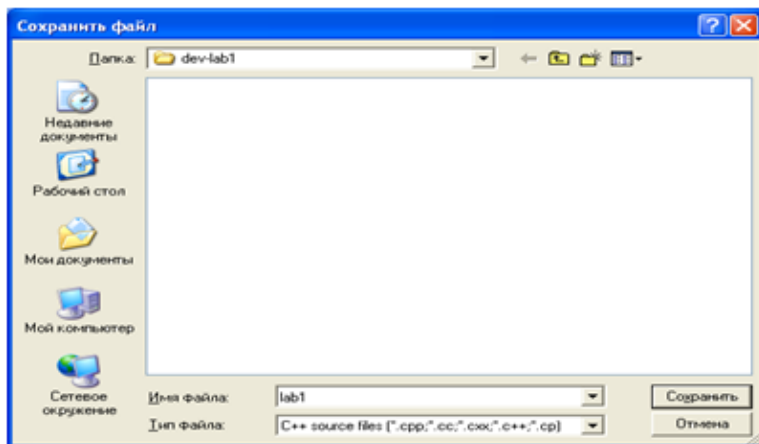 Сохранить файл
Папка:
dev-lab1
Недавние
документы
Рабочий стол
Мои документы
Мой компьютер
Сетевое
окружение
Имя файла:
lab1
Сохранить
Тип файла:
C++ source files (*.cpp;*.cc;*.cxx;*.c++;*.cp)
Отмена